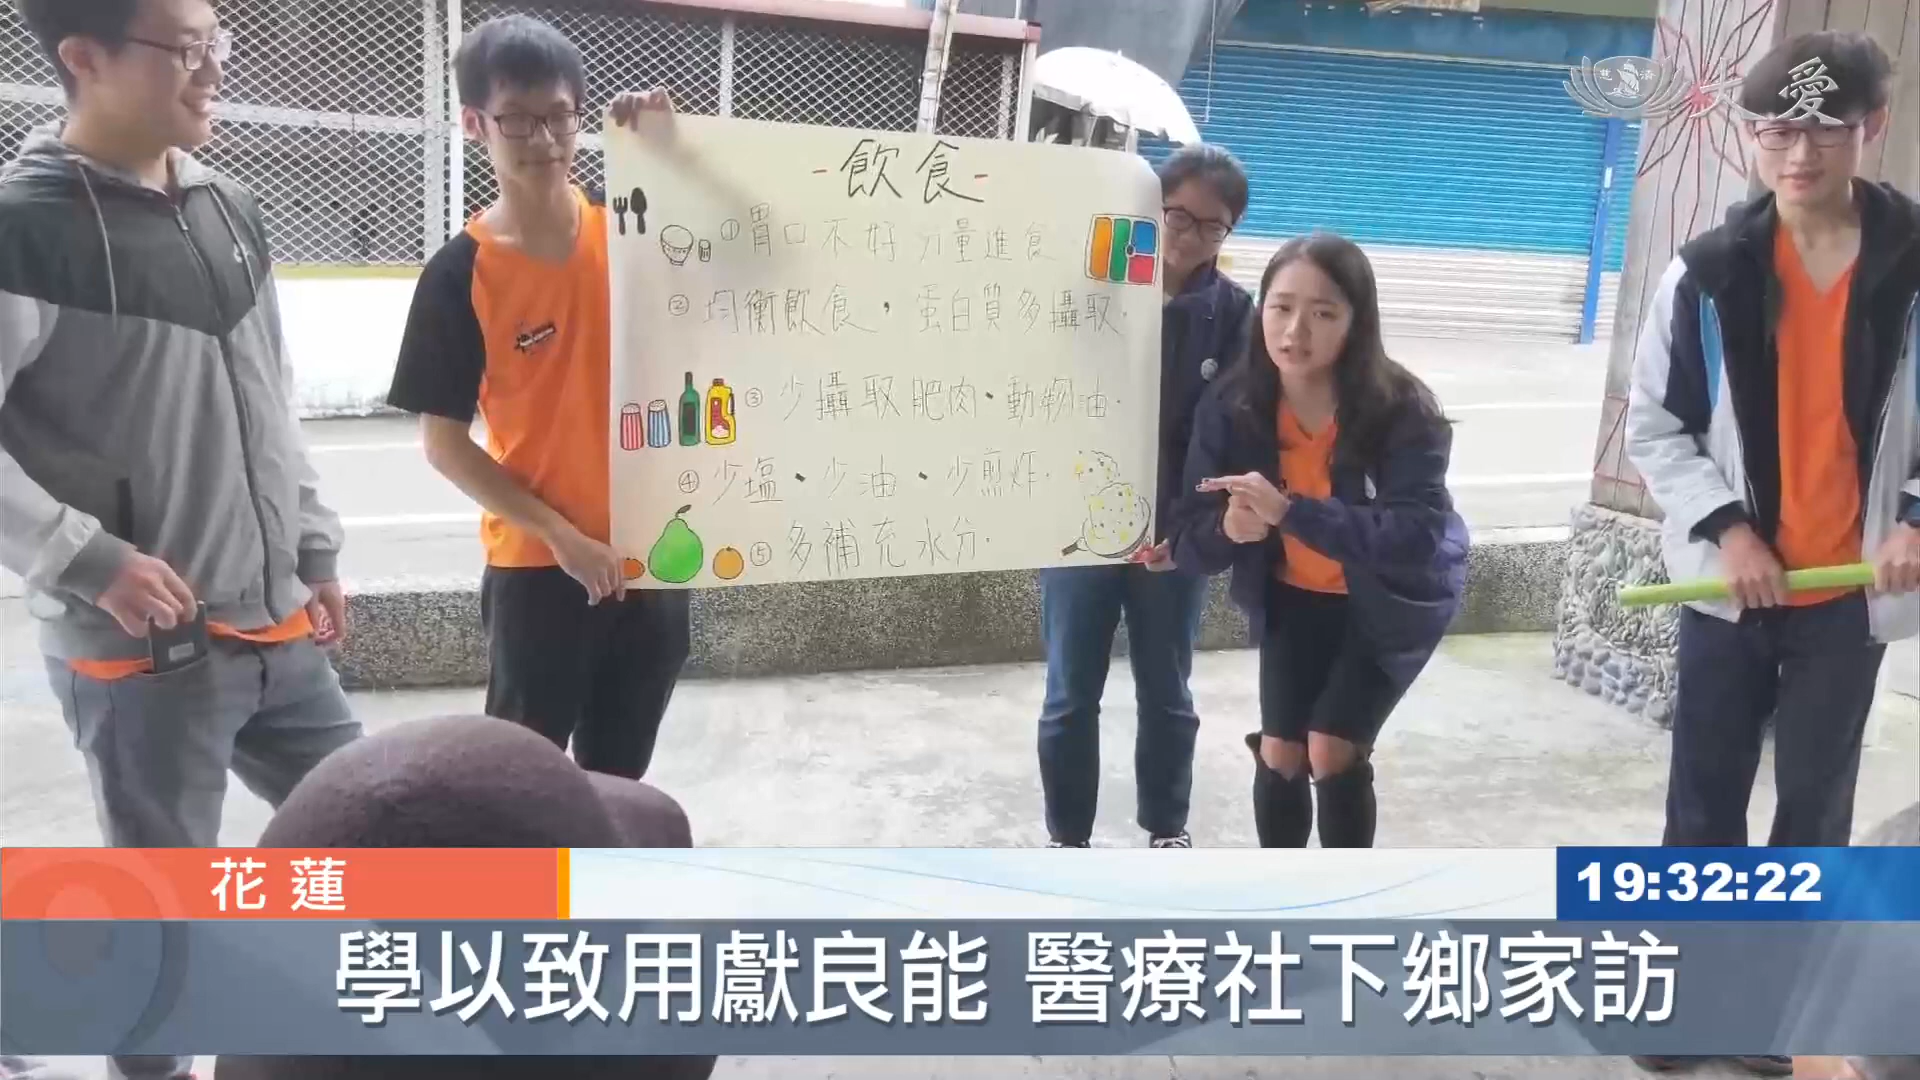 慈濟 大愛
-飲食-
①胃口不好 少量進食
②均衡飲食，蛋白質多攝取.
③少攝取肥肉、動物油.
④少塩、少油、少煎炸.
⑤多補充水分.
花蓮
19:32:22
學以致用獻良能 醫療社下鄉家訪